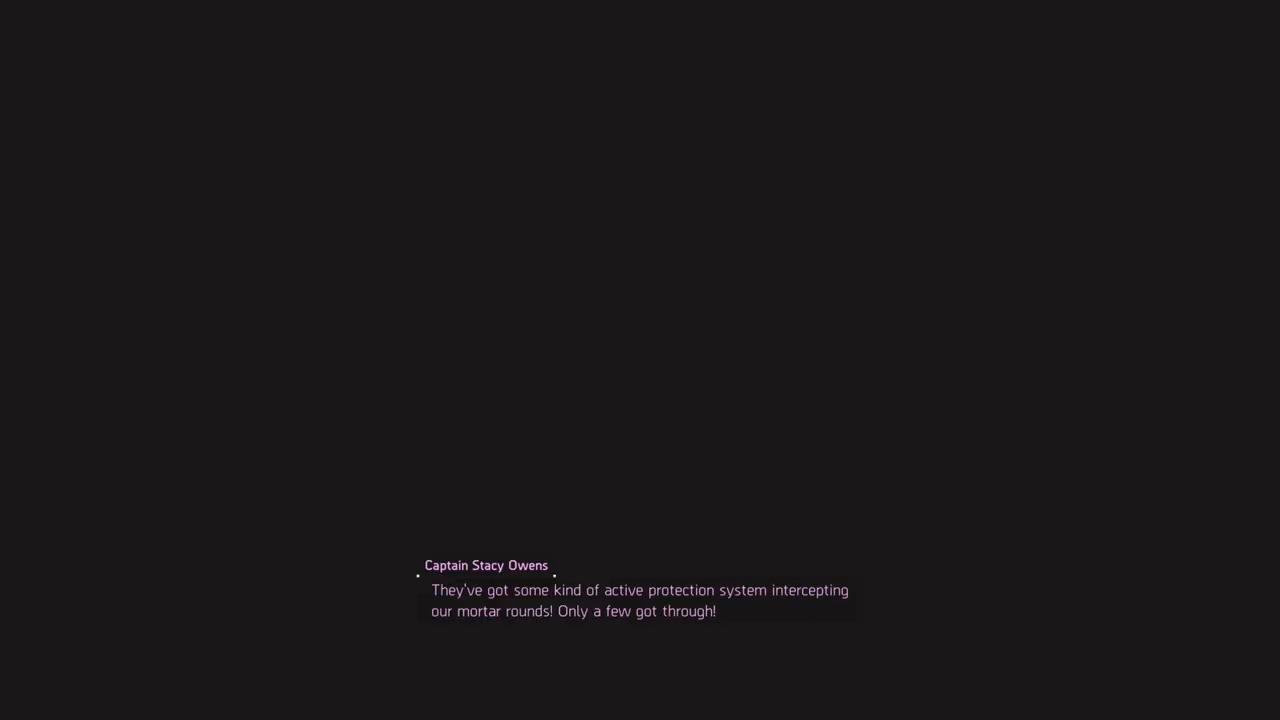 Captain Stacy Owens
They've got some kind of active protection system intercepting
our mortar rounds! Only a few got through!